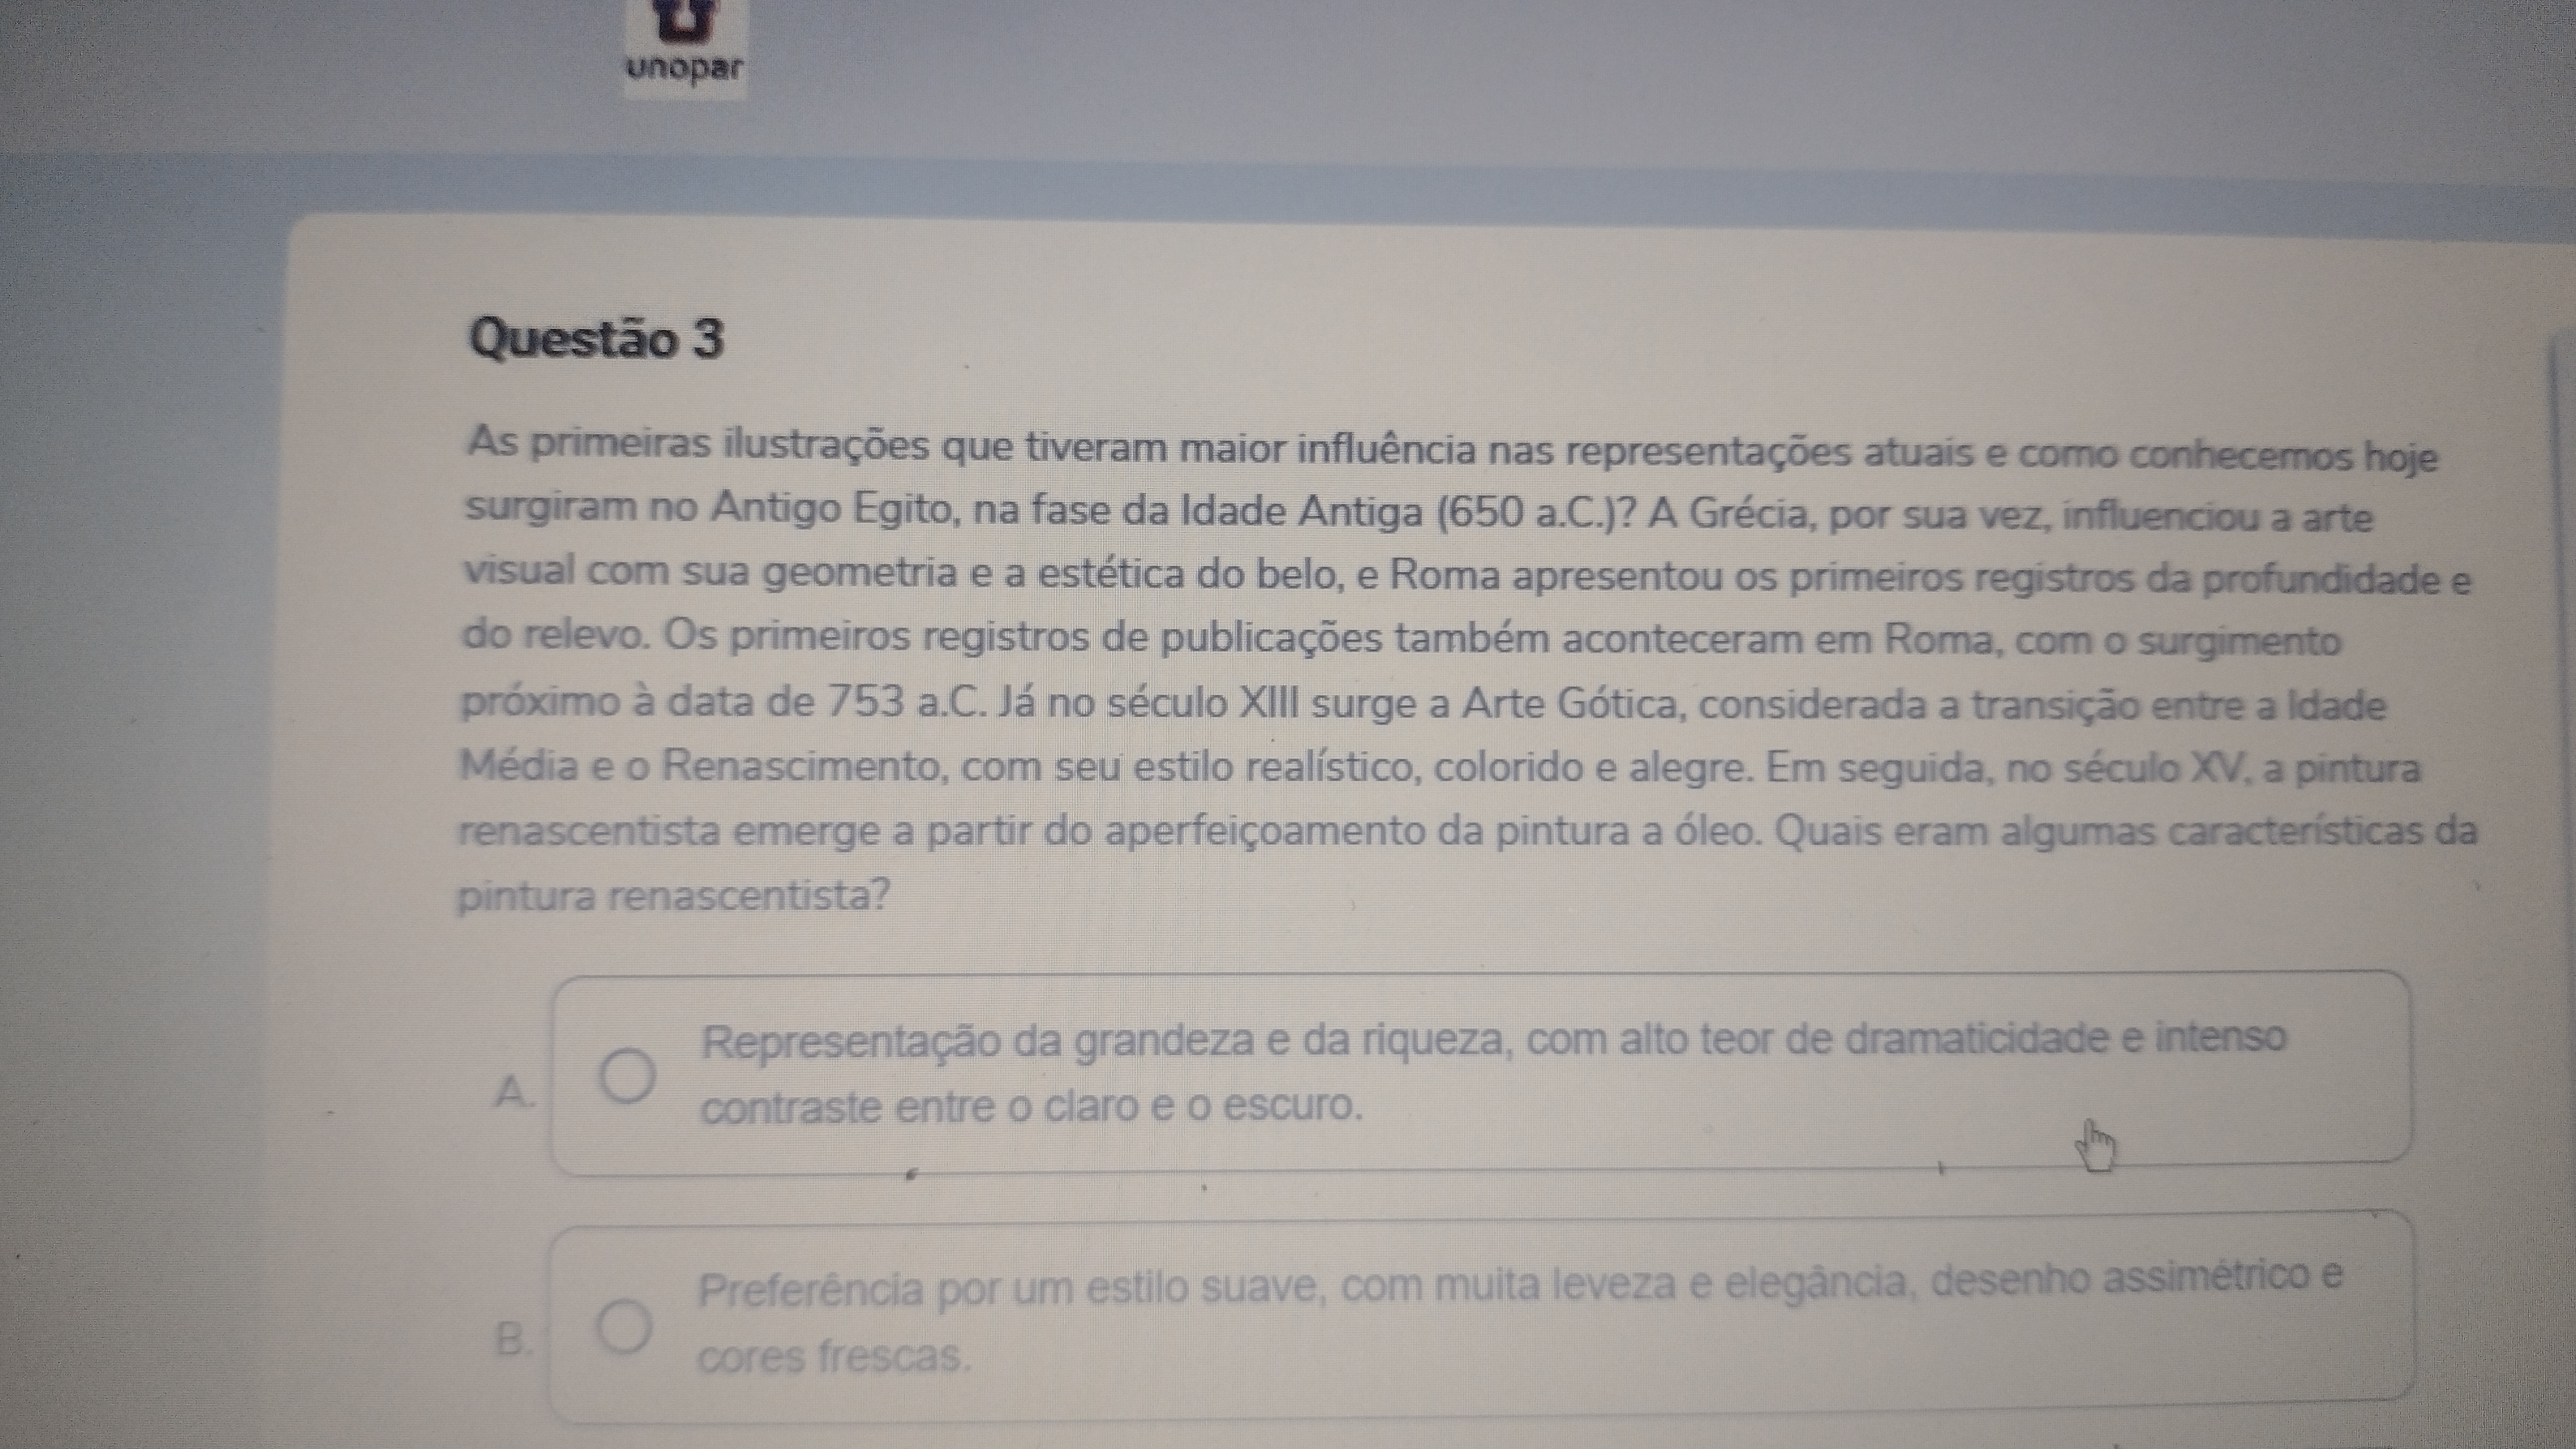 unopar
Questão 3
As primeiras ilustrações que tiveram maior influência nas representações atuais e como conhecemos hoje
surgiram no Antigo Egito, na fase da Idade Antiga (650 a.C.)? A Grécia, por sua vez, influenciou a arte
visual com sua geometria e a estética do belo, e Roma apresentou os primeiros registros da profundidade e
do relevo. Os primeiros registros de publicações também aconteceram em Roma, com o surgimento
próximo à data de 753 a.C. Já no século XIII surge a Arte Gótica, considerada a transição entre a Idade
Média e o Renascimento, com seu estilo realístico, colorido e alegre. Em seguida, no século XV, a pintura
renascentista emerge a partir do aperfeiçoamento da pintura a óleo. Quais eram algumas características da
pintura renascentista?
A.
Representação da grandeza e da riqueza, com alto teor de dramaticidade e intenso
contraste entre o claro e o escuro.
B.
Preferência por um estilo suave, com muita leveza e elegância, desenho assimétrico e
cores frescas.